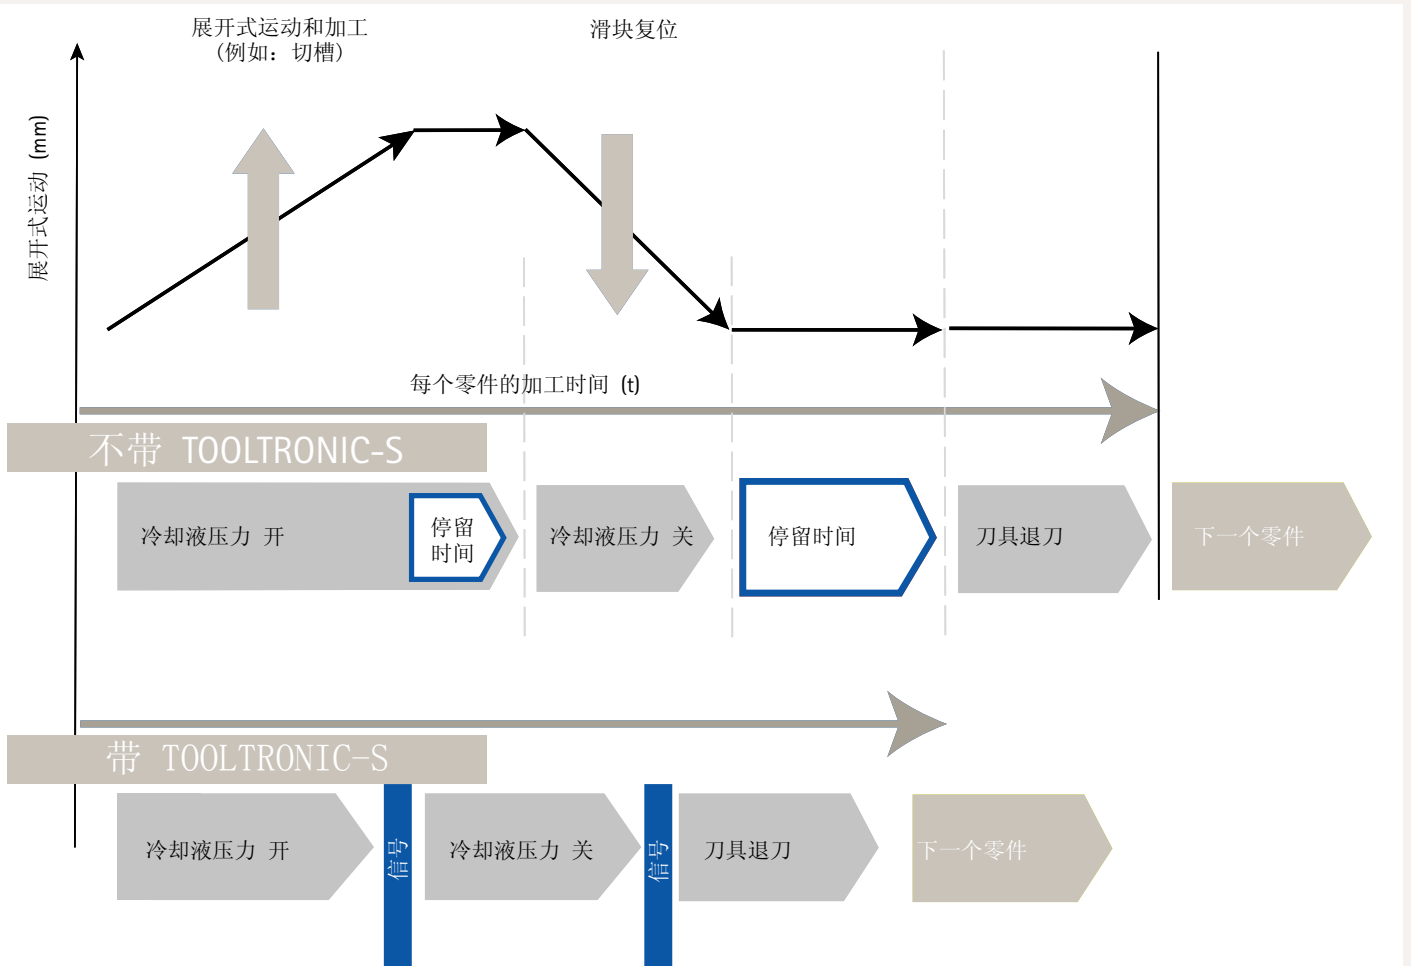 展开式运动和加工
(例如：切槽)
滑块复位
展开式运动 (mm)
每个零件的加工时间 (t)
不带 TOOLTRONIC-S
冷却液压力 开
停留
时间
冷却液压力 关
停留时间
刀具退刀
下一个零件
带 TOOLTRONIC-S
冷却液压力 开
信号
冷却液压力 关
信号
刀具退刀
下一个零件